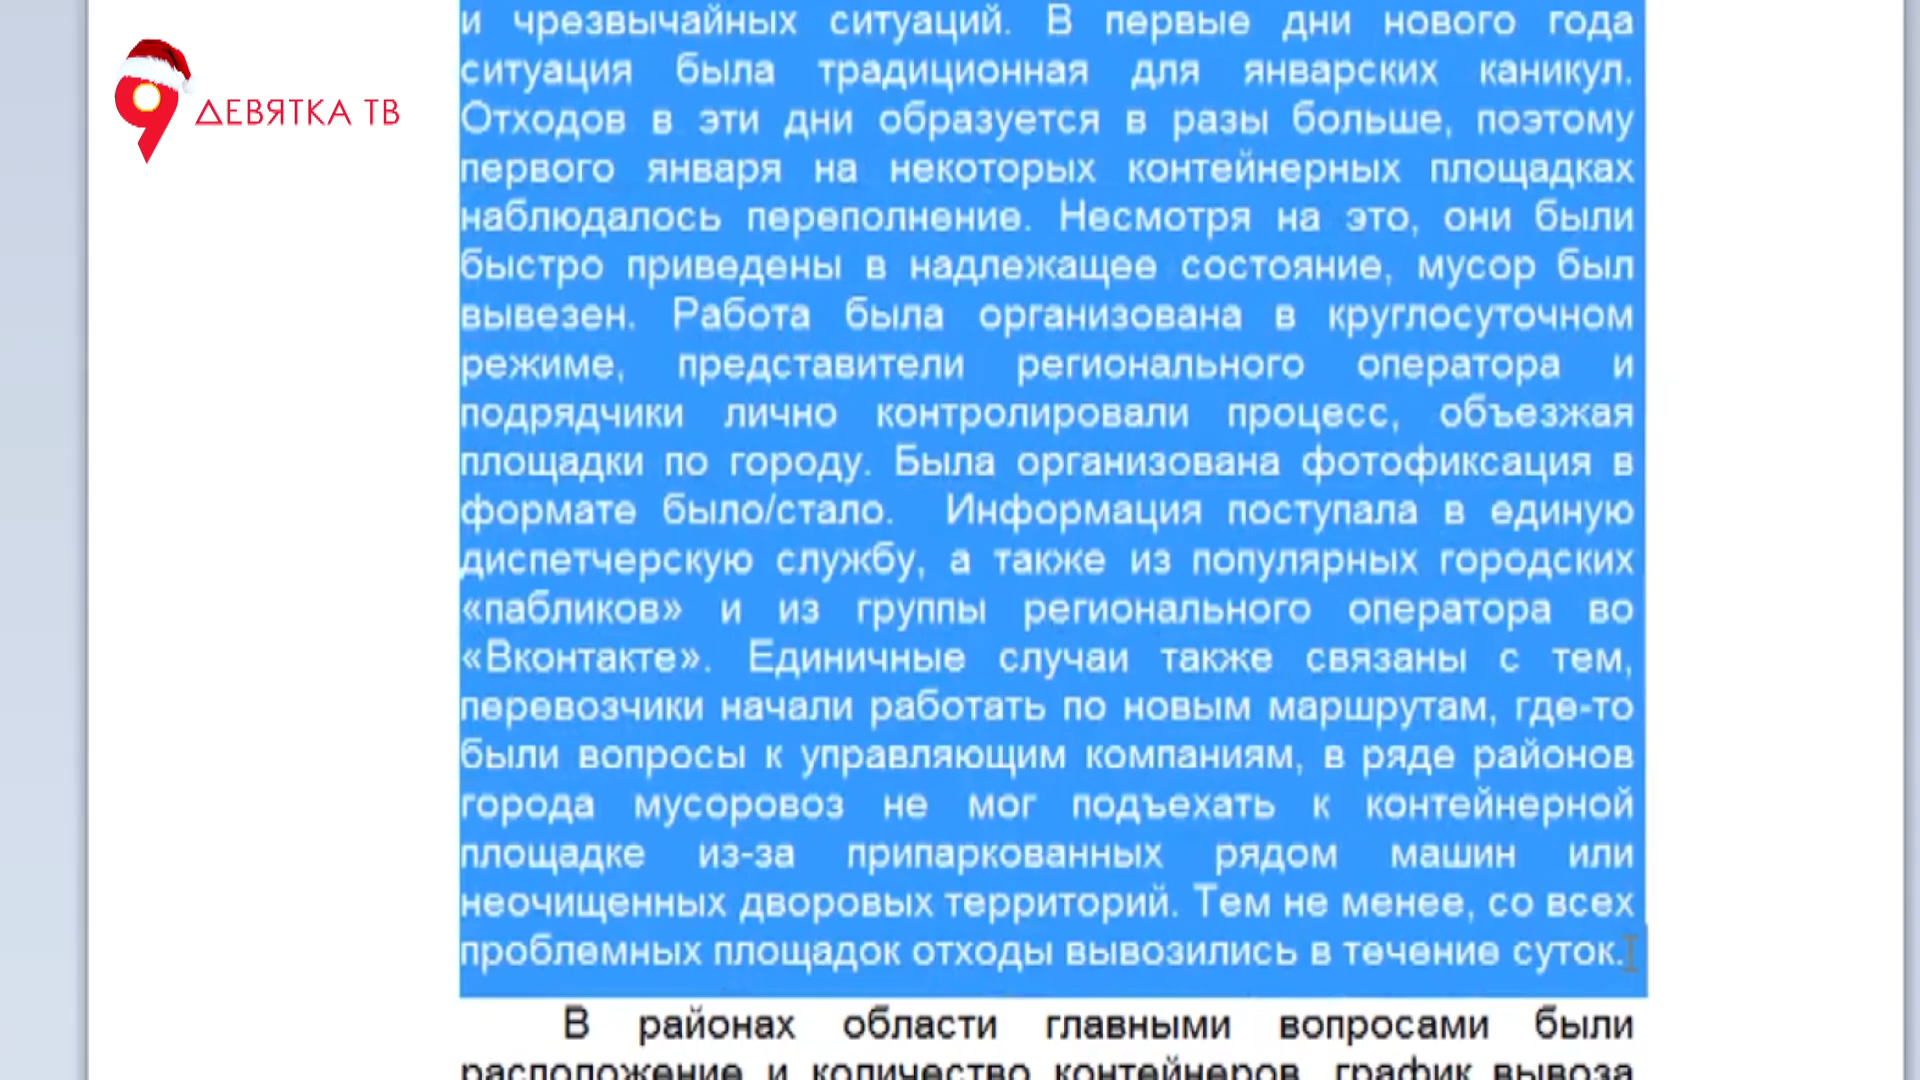 и чрезвычайных ситуаций. В первые дни нового года
ситуация была традиционная для январских каникул.
9 ДЕВЯТКА ТВ
Отходов в эти дни образуется в разы больше, поэтому
первого января на некоторых контейнерных площадках
наблюдалось переполнение. Несмотря на это, они были
быстро приведены в надлежащее состояние, мусор был
вывезен. Работа была организована в круглосуточном
режиме, представители регионального оператора и
подрядчики лично контролировали процесс, объезжая
площадки по городу. Была организована фотофиксация в
формате было/стало. Информация поступала в единую
диспетчерскую службу, а также из популярных городских
«пабликов» и из группы регионального оператора во
«Вконтакте». Единичные случаи также связаны с тем,
перевозчики начали работать по новым маршрутам, где-то
были вопросы к управляющим компаниям, в ряде районов
города мусоровоз не мог подъехать к контейнерной
площадке из-за припаркованных рядом машин или
неочищенных дворовых территорий. Тем не менее, со всех
проблемных площадок отходы вывозились в течение суток.
В районах области главными вопросами были
расположение и количество контейнеров, график вывоза